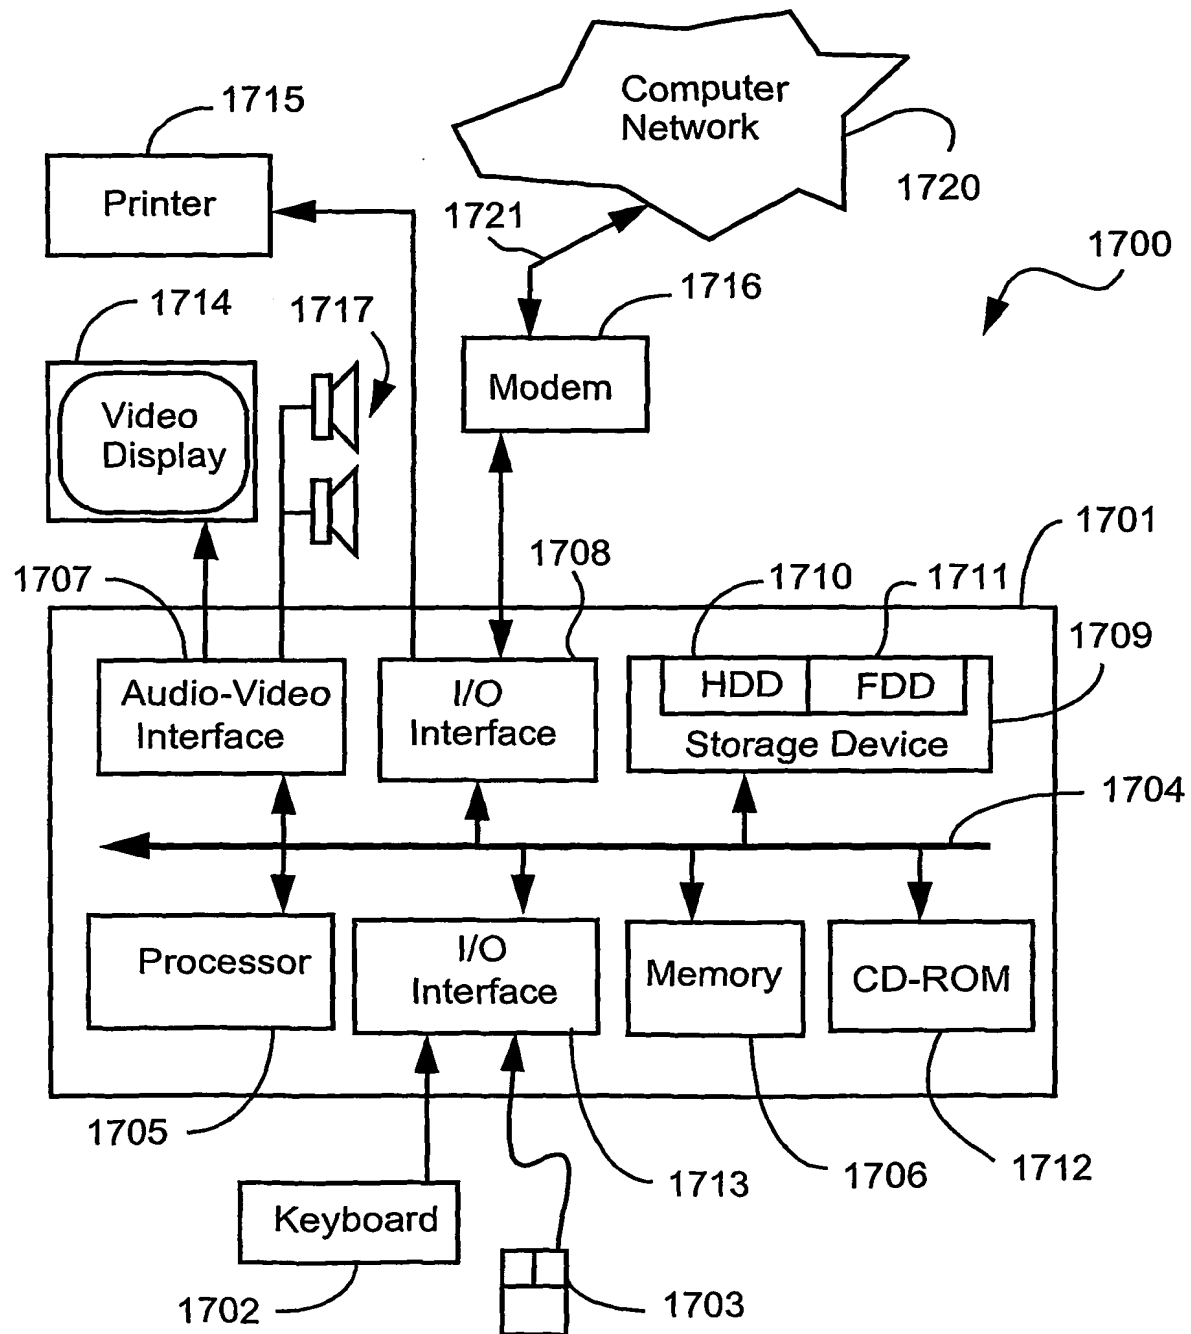 Computer
Network
1715
Printer
1720
1721
1700
1714
1717
1716
Video
Display
Modem
1701
1707
1708
1710
1711
1709
HDD
FDD
Audio-Video
Interface
I/O
Interface
Storage Device
1704
Processor
I/O
Interface
Memory
CD-ROM
1705
1713
1706
1712
Keyboard
1702
1703